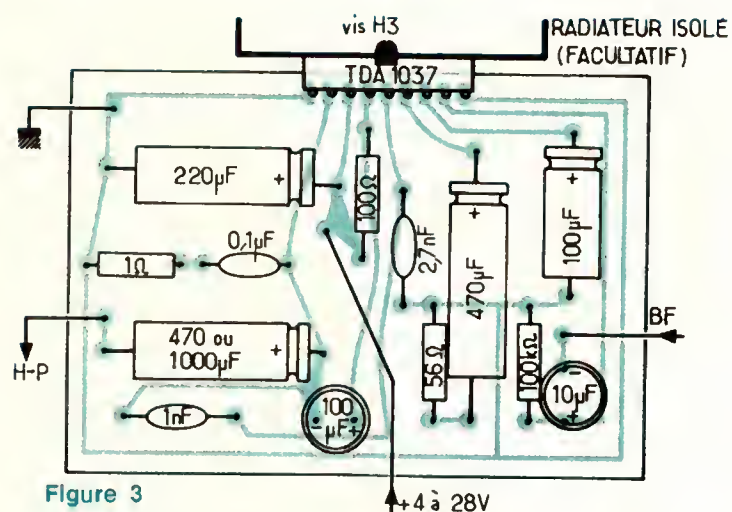 vis H3
RADIATEUR ISOLÉ
(FACULTATIF)
TDA 1037
220µF +
100Ω
0,1µF
1Ω
2,7nF
+
470µF
+
100µF
BF
H-P
470 ou
1000µF +
1nF
100
- µF +
56Ω
100kΩ
-
10µF
+
+4 à 28V
Figure 3